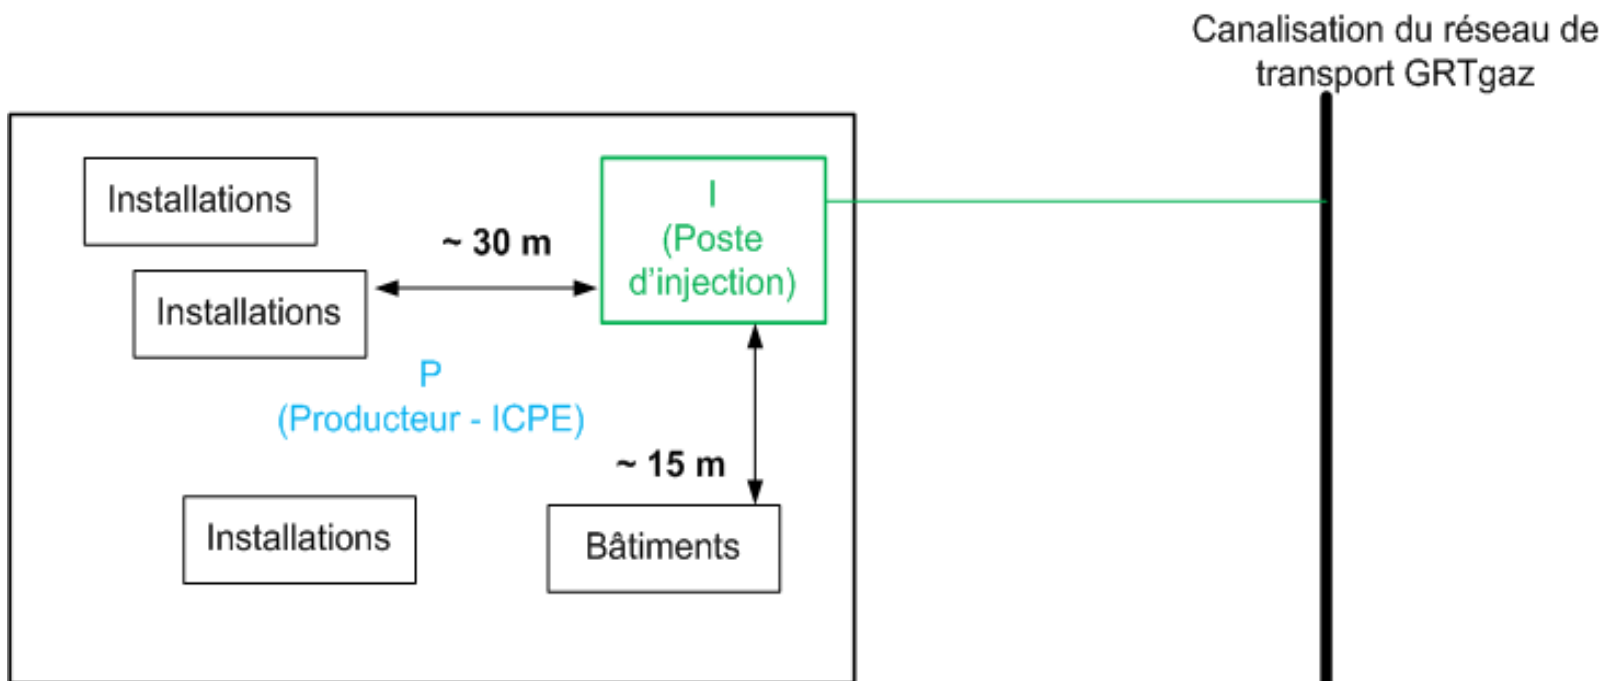 Canalisation du réseau de
transport GRTgaz
Installations
I
(Poste
d'injection)
~ 30 m
Installations
P
(Producteur - ICPE)
~ 15 m
Installations
Bâtiments